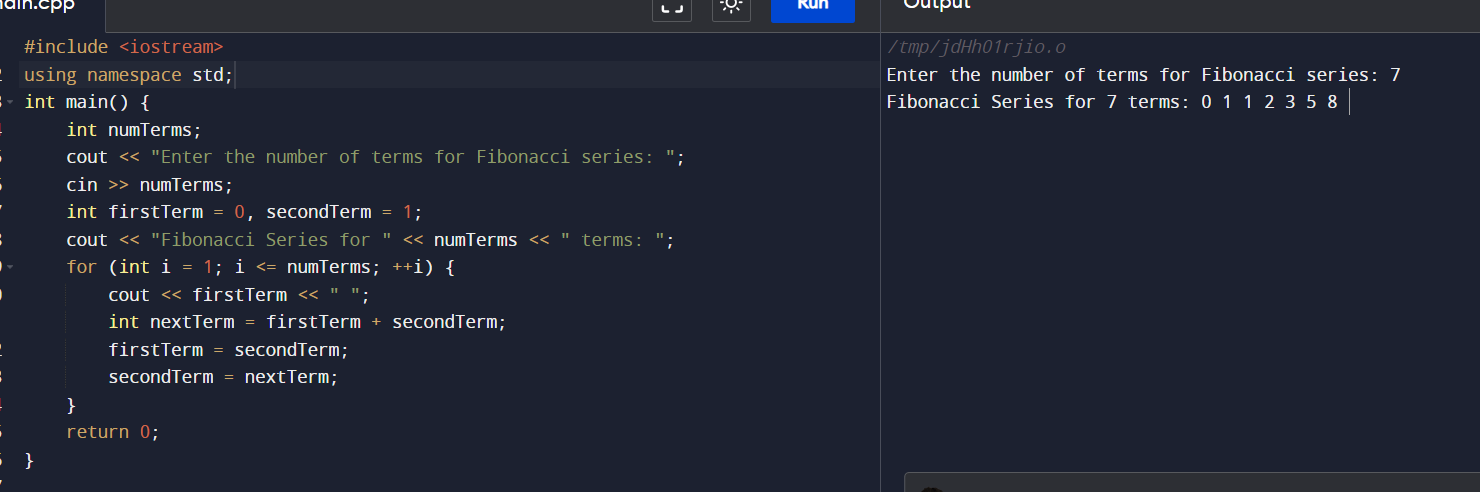 main.cpp
Run
Output
#include <iostream>
using namespace std;
int main() {
    int numTerms;
    cout << "Enter the number of terms for Fibonacci series: ";
    cin >> numTerms;
    int firstTerm = 0, secondTerm = 1;
    cout << "Fibonacci Series for " << numTerms << " terms: ";
    for (int i = 1; i <= numTerms; ++i) {
        cout << firstTerm << " ";
        int nextTerm = firstTerm + secondTerm;
        firstTerm = secondTerm;
        secondTerm = nextTerm;
    }
    return 0;
}
/tmp/jdHh01rjio.o
Enter the number of terms for Fibonacci series: 7
Fibonacci Series for 7 terms: 0 1 1 2 3 5 8